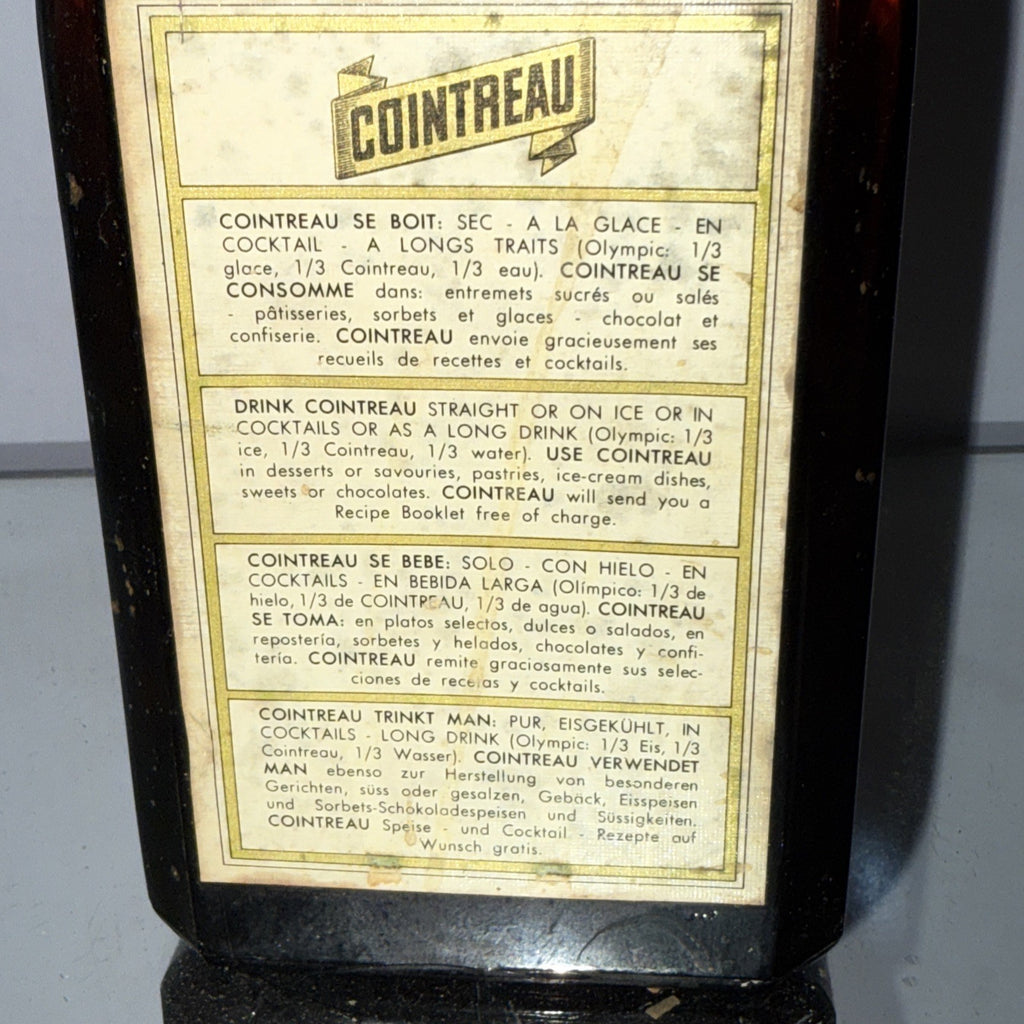 COINTREAU
COINTREAU SE BOIT: SEC - A LA GLACE - EN
COCKTAIL - A LONGS TRAITS (Olympic: 1/3
glace, 1/3 Cointreau, 1/3 eau). COINTREAU SE
CONSOMME dans: entremets sucrés ou salés
- pâtisseries, sorbets et glaces - chocolat et
confiserie. COINTREAU envoie gracieusement ses
recueils de recettes et cocktails.
DRINK COINTREAU STRAIGHT OR ON ICE OR IN
COCKTAILS OR AS A LONG DRINK (Olympic: 1/3
ice, 1/3 Cointreau, 1/3 water). USE COINTREAU
in desserts or savouries, pastries, ice-cream dishes,
sweets or chocolates. COINTREAU will send you a
Recipe Booklet free of charge.
COINTREAU SE BEBE: SOLO - CON HIELO - EN
COCKTAILS - EN BEBIDA LARGA (Olímpico: 1/3 de
hielo, 1/3 de COINTREAU, 1/3 de agua). COINTREAU
SE TOMA: en platos selectos, dulces o salados, en
repostería, sorbetes y helados, chocolates y confi-
tería. COINTREAU remite graciosamente sus selec-
ciones de recetas y cocktails.
COINTREAU TRINKT MAN: PUR, EISGEKÜHLT, IN
COCKTAILS - LONG DRINK (Olympic: 1/3 Eis, 1/3
Cointreau, 1/3 Wasser). COINTREAU VERWENDET
MAN ebenso zur Herstellung von besonderen
Gerichten, süss oder gesalzen, Gebäck, Eisspeisen
und Sorbets-Schokoladespeisen und Süssigkeiten.
COINTREAU Speise - und Cocktail - Rezepte auf
Wunsch gratis.